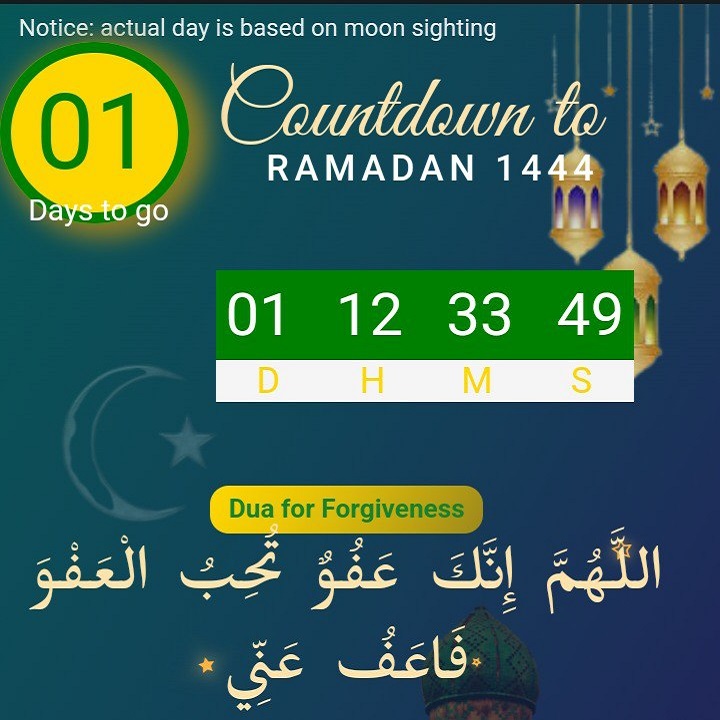 Notice: actual day is based on moon sighting
01
Days to go
Countdown to
RAMADAN 1444
01 12 33 49
D H M S
Dua for Forgiveness
اللَّهُمَّ إِنَّكَ عَفُوٌّ تُحِبُ الْعَفْوَ
فَاعَفُ عَنِّي